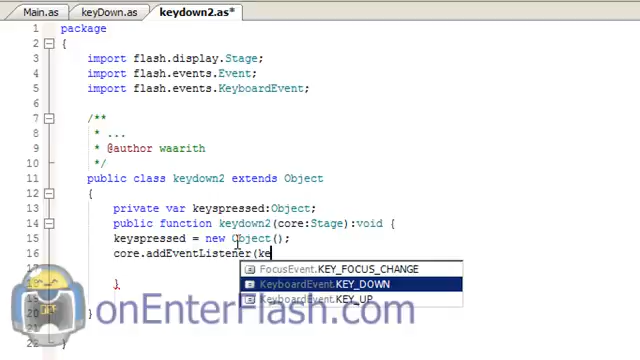 Main.as keyDown.as keydown2.as*
1 package
2 {
3 import flash.display.Stage;
4 import flash.events.Event;
5 import flash.events.KeyboardEvent;
6
7 /**
8 * ...
9 * @author waarith
10 */
11 public class keydown2 extends Object
12 {
13 private var keyspressed:Object;
14 public function keydown2(core:Stage):void {
15 keyspressed = new Object();
16 core.addEventListener(ke
FocusEvent.KEY_FOCUS_CHANGE
KeyboardEvent.KEY_DOWN
KeyboardEvent.KEY_UP
}
20 }
onEnterFlash.com
22 }